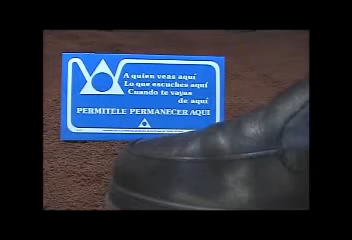 A quien veas aquí
Lo que escuches aquí
Cuando te vayas
de aquí
PERMITELE PERMANECER AQUI